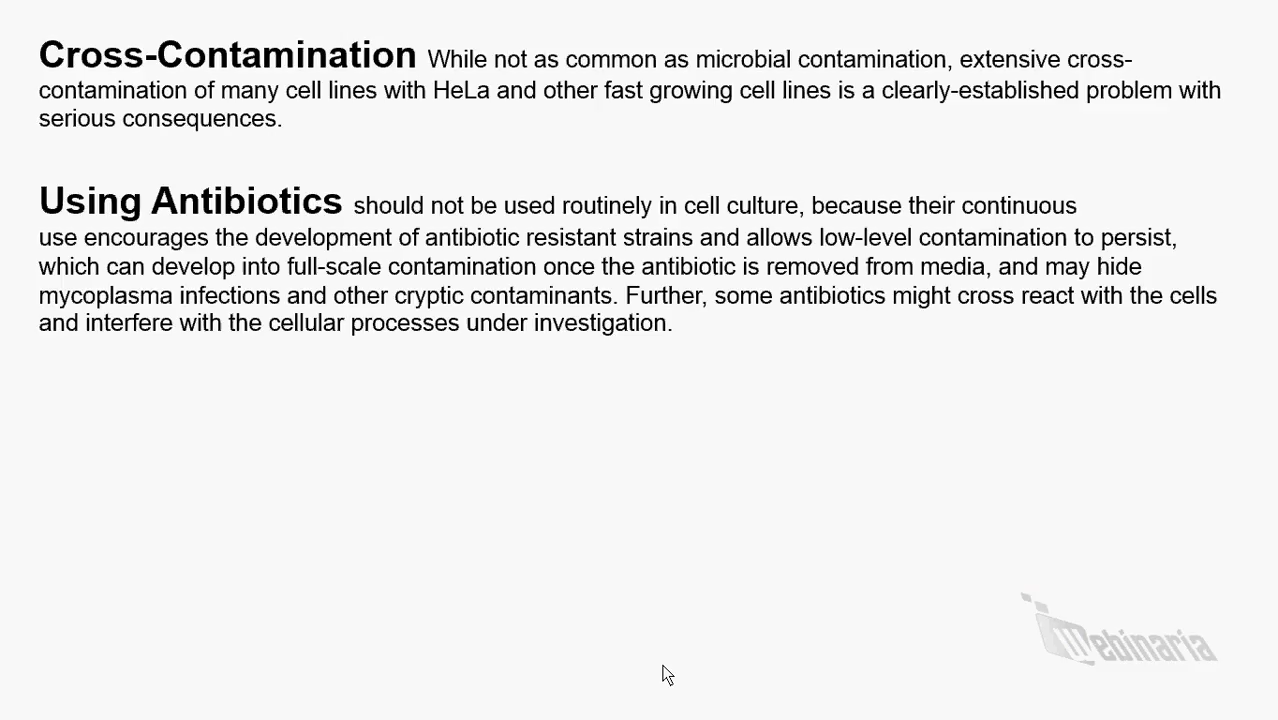 Cross-Contamination While not as common as microbial contamination, extensive cross-
contamination of many cell lines with HeLa and other fast growing cell lines is a clearly-established problem with
serious consequences.
Using Antibiotics should not be used routinely in cell culture, because their continuous
use encourages the development of antibiotic resistant strains and allows low-level contamination to persist,
which can develop into full-scale contamination once the antibiotic is removed from media, and may hide
mycoplasma infections and other cryptic contaminants. Further, some antibiotics might cross react with the cells
and interfere with the cellular processes under investigation.
Webinaria